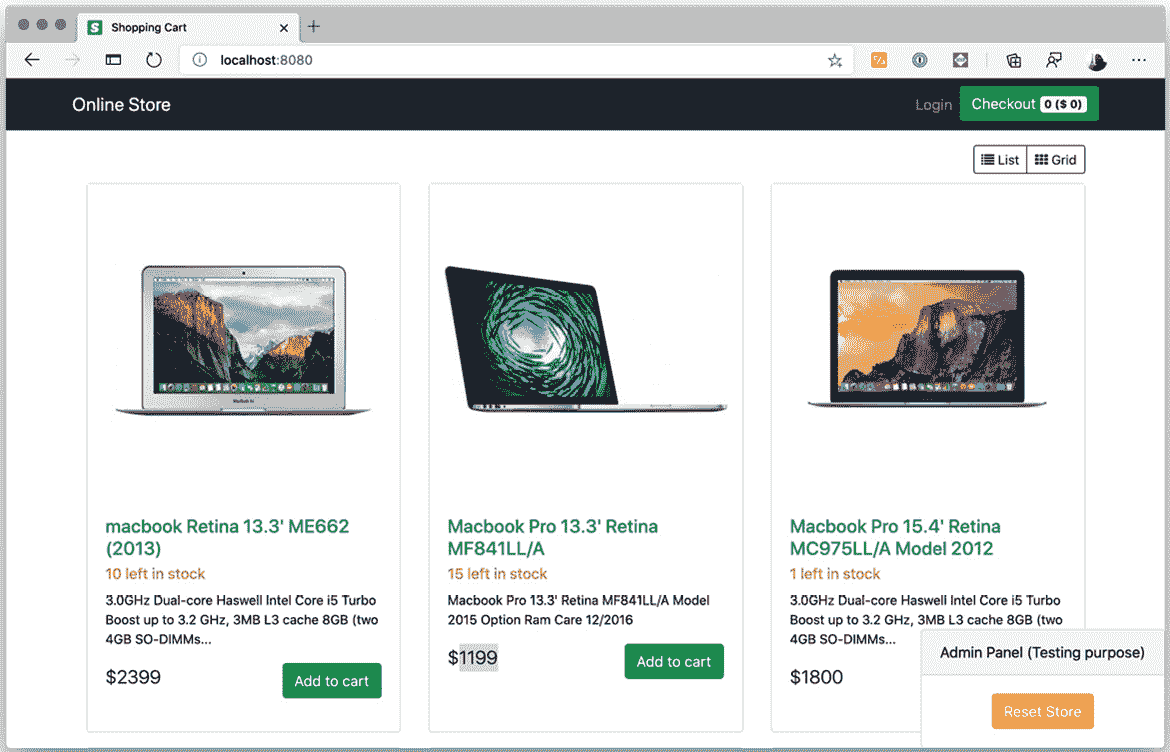 Shopping Cart
localhost:8080
Online Store
Login
Checkout 0 ($ 0)
List
Grid
macbook Retina 13.3' ME662
(2013)
10 left in stock
3.0GHz Dual-core Haswell Intel Core i5 Turbo
Boost up to 3.2 GHz, 3MB L3 cache 8GB (two
4GB SO-DIMMs...
$2399
Add to cart
Macbook Pro 13.3' Retina
MF841LL/A
15 left in stock
Macbook Pro 13.3' Retina MF841LL/A Model
2015 Option Ram Care 12/2016
$1199
Add to cart
Macbook Pro 15.4' Retina
MC975LL/A Model 2012
1 left in stock
3.0GHz Dual-core Haswell Intel Core i5 Turbo
Boost up to 3.2 GHz, 3MB L3 cache 8GB (two
4GB SO-DIMMs...
$1800
Admin Panel (Testing purpose)
Reset Store